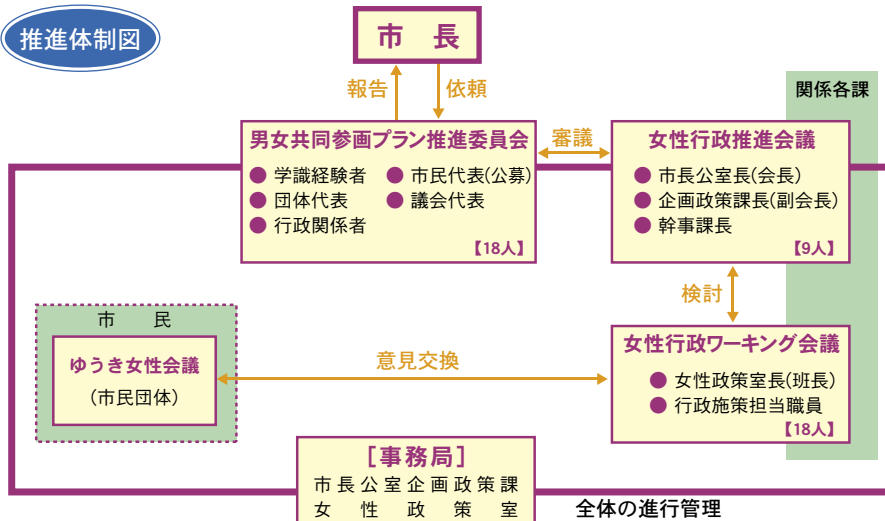 推進体制図
市長
報告
依頼
関係各課
男女共同参画プラン推進委員会
● 学識経験者 ● 市民代表(公募)
● 団体代表 ● 議会代表
● 行政関係者
【18人】
審議
女性行政推進会議
● 市長公室長(会長)
● 企画政策課長(副会長)
● 幹事課長
【9人】
検討
市民
ゆうき女性会議
(市民団体)
意見交換
女性行政ワーキング会議
● 女性政策室長(班長)
● 行政施策担当職員
【18人】
[事務局]
市長公室企画政策課
女性政策室
全体の進行管理